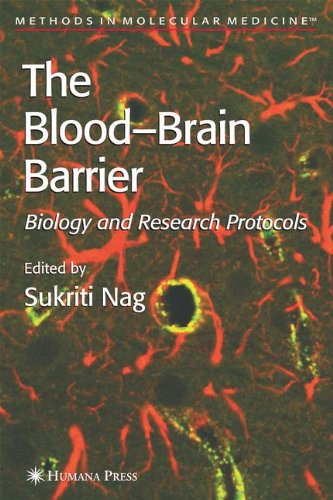 METHODS IN MOLECULAR MEDICINE™
The
Blood–Brain
Barrier
Biology and Research Protocols
Edited by
Sukriti Nag
HUMANA PRESS